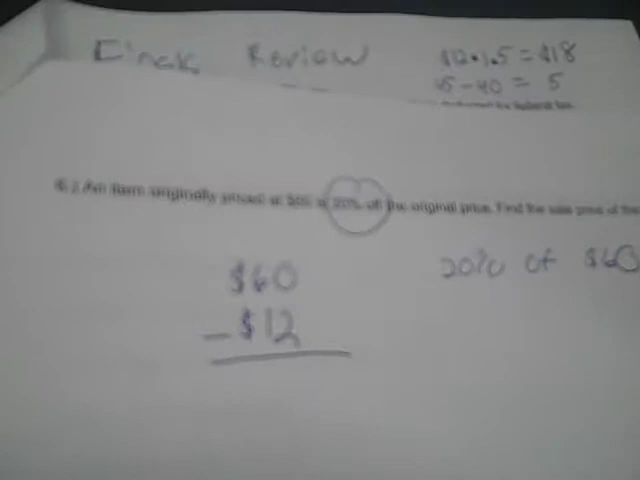 Review $12 • 1.5 = $18
45 - 40 = 5
2. An item originally priced at is 20% off the original price. Find the sale price of the
20% of $60
$60
- $12